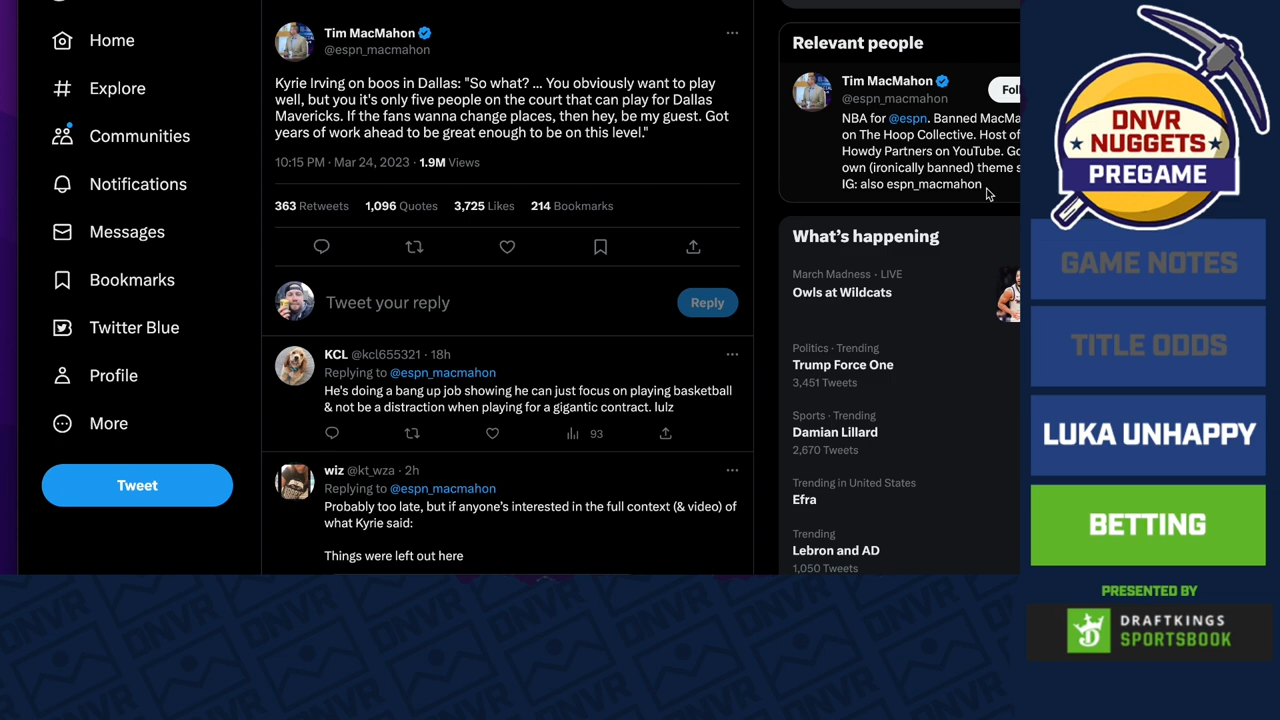 Home
Explore
Communities
Notifications
Messages
Bookmarks
Twitter Blue
Profile
More
Tweet
Tim MacMahon
@espn_macmahon
Kyrie Irving on boos in Dallas: "So what? ... You obviously want to play
well, but you it's only five people on the court that can play for Dallas
Mavericks. If the fans wanna change places, then hey, be my guest. Got
years of work ahead to be great enough to be on this level."
10:15 PM · Mar 24, 2023 · 1.9M Views
363 Retweets 1,096 Quotes 3,725 Likes 214 Bookmarks
Tweet your reply
Reply
KCL @kcl655321 · 18h
Replying to @espn_macmahon
He's doing a bang up job showing he can just focus on playing basketball
& not be a distraction when playing for a gigantic contract. lulz
93
wiz @kt_wza · 2h
Replying to @espn_macmahon
Probably too late, but if anyone's interested in the full context (& video) of
what Kyrie said:
Things were left out here
Relevant people
Tim MacMahon
@espn_macmahon
Foll
NBA for @espn. Banned MacMa
on The Hoop Collective. Host of
Howdy Partners on YouTube. Go
own (ironically banned) theme s
IG: also espn_macmahon
What's happening
March Madness · LIVE
Owls at Wildcats
Politics · Trending
Trump Force One
3,451 Tweets
Sports · Trending
Damian Lillard
2,670 Tweets
Trending in United States
Efra
Trending
Lebron and AD
1,050 Tweets
DNVR
NUGGETS
PREGAME
GAME NOTES
TITLE ODDS
LUKA UNHAPPY
BETTING
PRESENTED BY
DRAFTKINGS
SPORTSBOOK
DNVR
DNVR
DNVR
DNVR